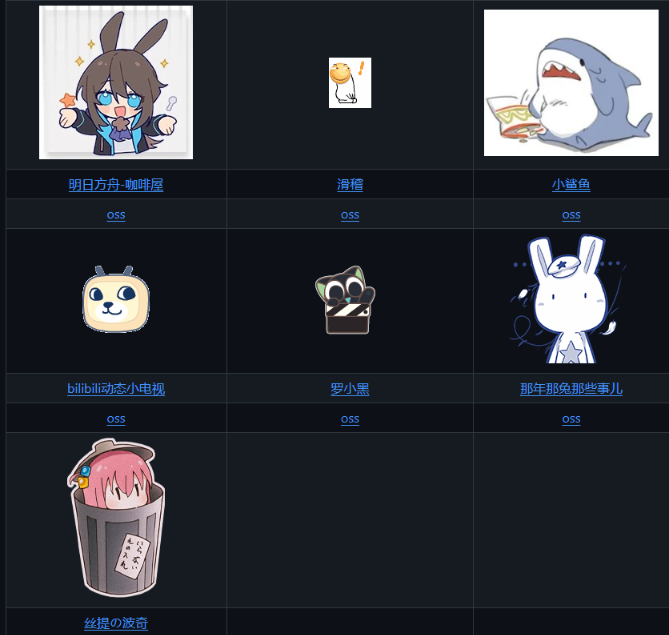 明日方舟-咖啡屋
滑稽
小鲨鱼
oss
oss
oss
bilibili动态小电视
罗小黑
那年那兔那些事儿
oss
oss
oss
丝提の波奇